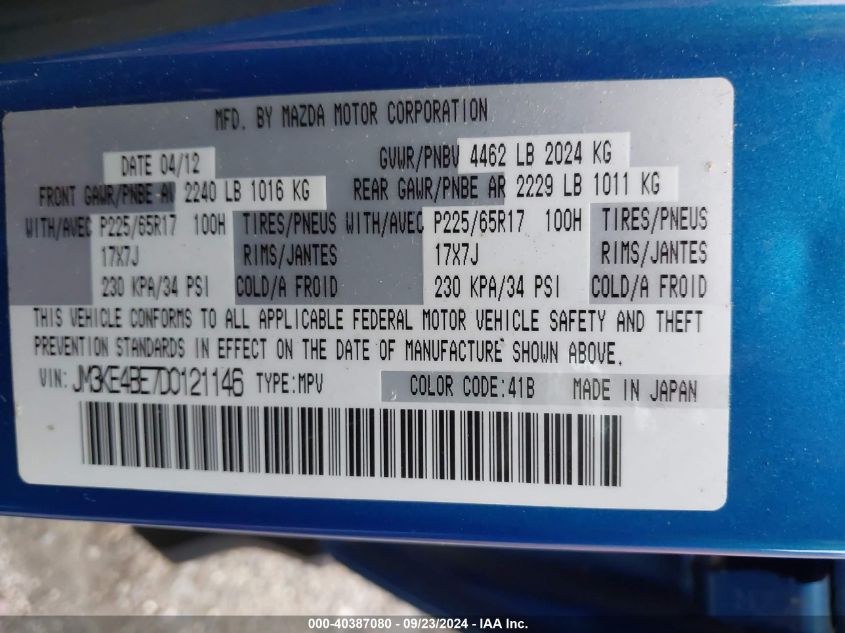 MFD. BY MAZDA MOTOR CORPORATION
DATE 04/12 GVWR/PNBV 4462 LB 2024 KG
FRONT GAWR/PNBE AV 2240 LB 1016 KG REAR GAWR/PNBE AR 2229 LB 1011 KG
WITH/AVEC P225/65R17 100H TIRES/PNEUS WITH/AVEC P225/65R17 100H TIRES/PNEUS
17X7J RIMS/JANTES 17X7J RIMS/JANTES
230 KPA/34 PSI COLD/A FROID 230 KPA/34 PSI COLD/A FROID
THIS VEHICLE CONFORMS TO ALL APPLICABLE FEDERAL MOTOR VEHICLE SAFETY AND THEFT
PREVENTION STANDARDS IN EFFECT ON THE DATE OF MANUFACTURE SHOWN ABOVE.
VIN: JM3KE4BE7D0121146 TYPE:MPV COLOR CODE:41B MADE IN JAPAN
000-40387080 - 09/23/2024 - IAA Inc.